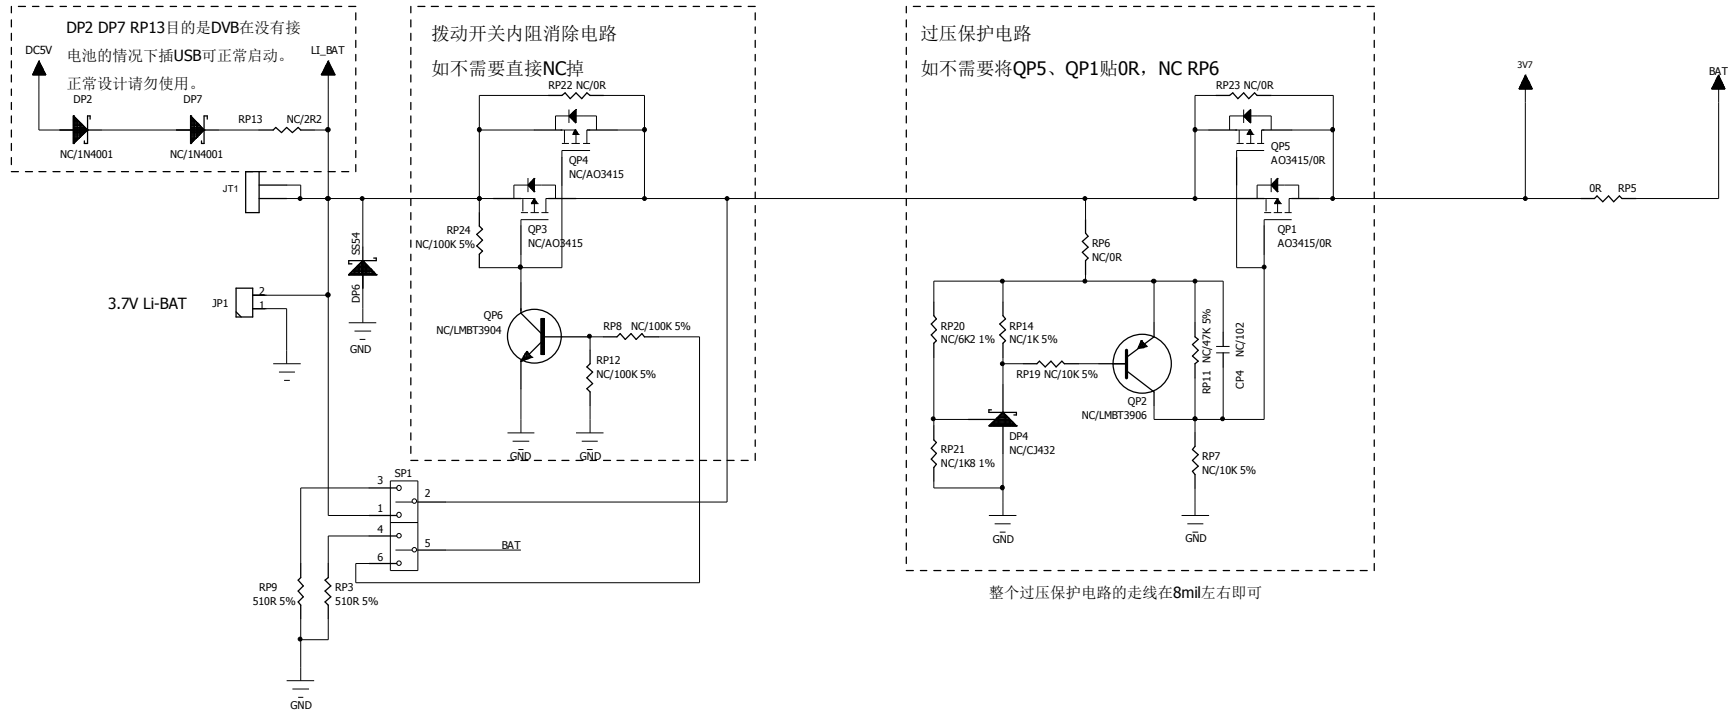 DP2 DP7 RP13目的是DVB在没有接
电池的情况下插USB可正常启动。
正常设计请勿使用。
DC5V
LI_BAT
DP2
DP7
RP13
NC/2R2
NC/1N4001
NC/1N4001
JT1
3.7V Li-BAT
JP1
2
1
SS54
DP6
GND
拨动开关内阻消除电路
如不需要直接NC掉
RP22 NC/0R
QP4
NC/AO3415
RP24
NC/100K 5%
QP3
NC/AO3415
QP6
NC/LMBT3904
RP8
NC/100K 5%
RP12
NC/100K 5%
GND
GND
SP1
3
2
1
4
5
BAT
6
RP9
510R 5%
RP3
510R 5%
GND
过压保护电路
如不需要将QP5、QP1贴0R，NC RP6
RP23 NC/0R
QP5
AO3415/0R
QP1
AO3415/0R
RP6
NC/0R
RP20
NC/6K2 1%
RP14
NC/1K 5%
RP19 NC/10K 5%
QP2
NC/LMBT3906
RP11
NC/47K 5%
CP4
NC/102
DP4
NC/CJ432
RP21
NC/1K8 1%
RP7
NC/10K 5%
GND
GND
整个过压保护电路的走线在8mil左右即可
3V7
BAT
0R
RP5